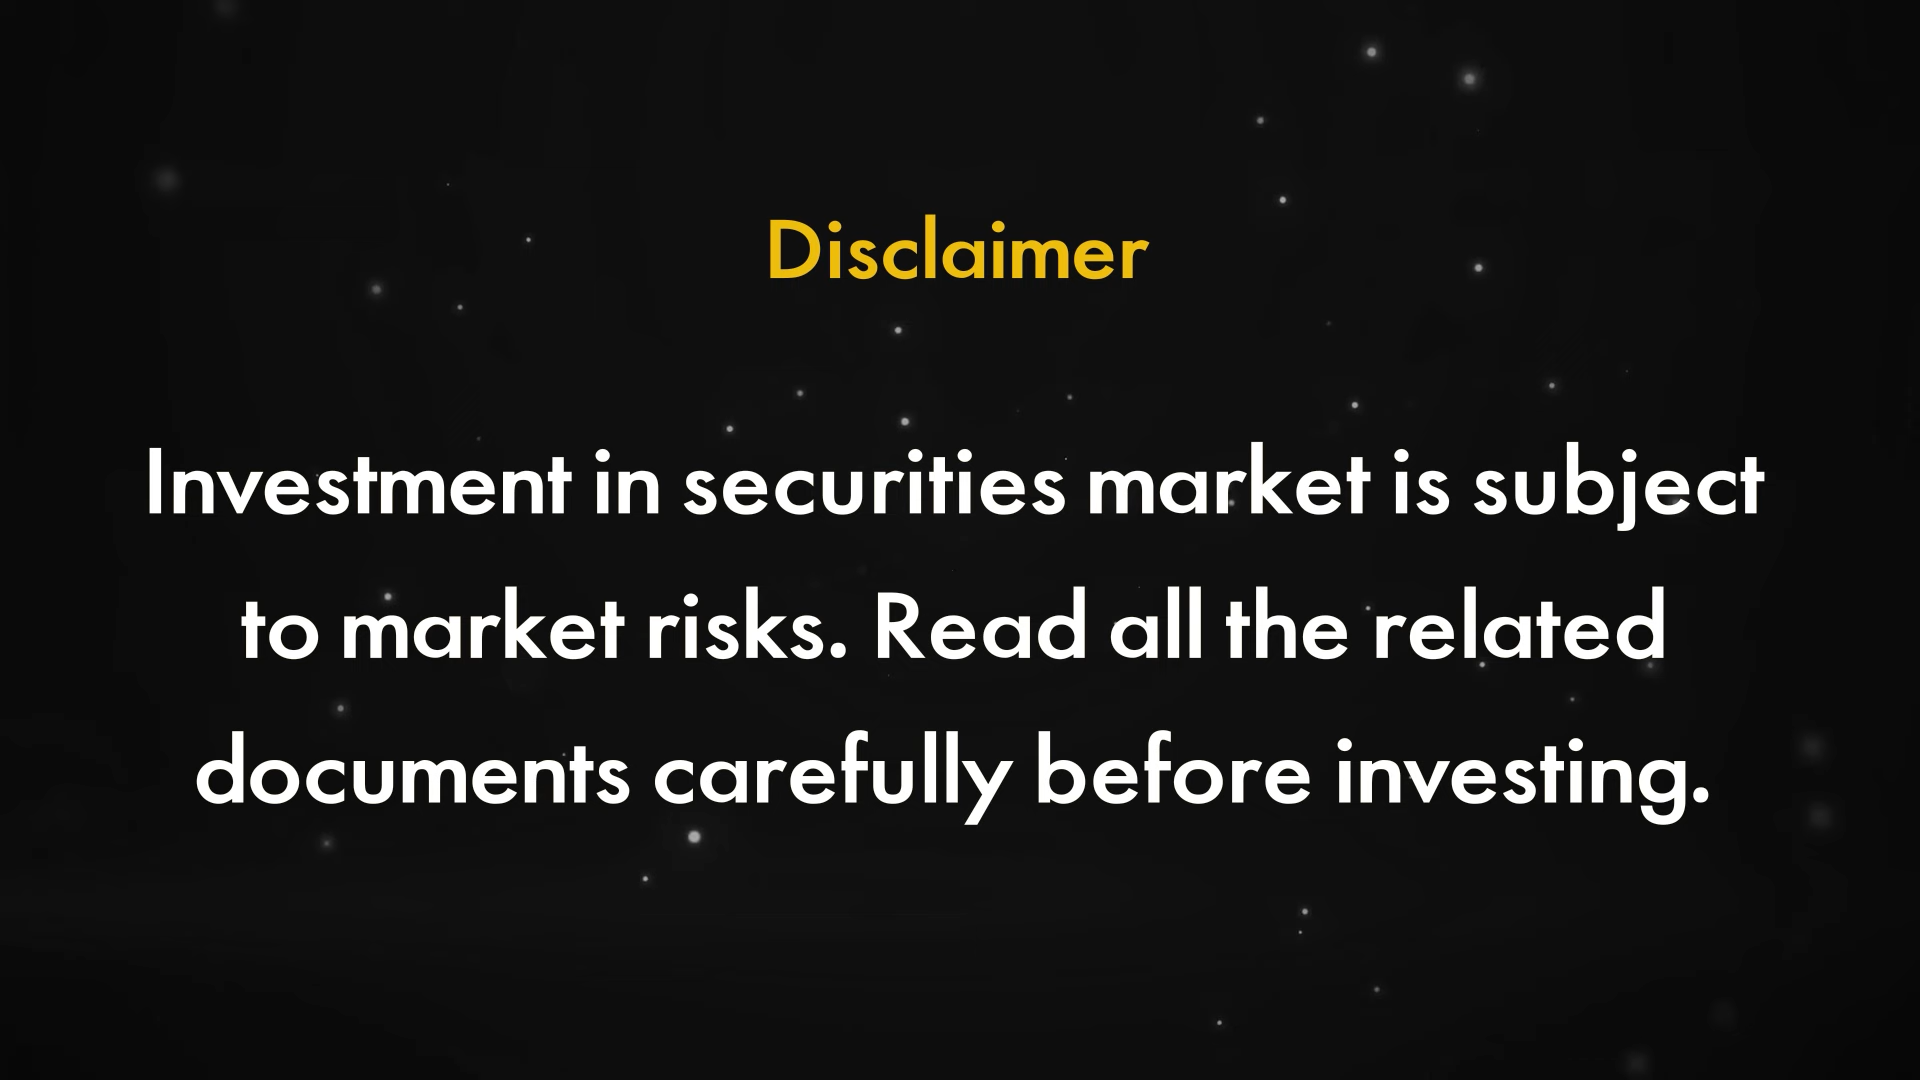 Disclaimer
Investment in securities market is subject
to market risks. Read all the related
documents carefully before investing.